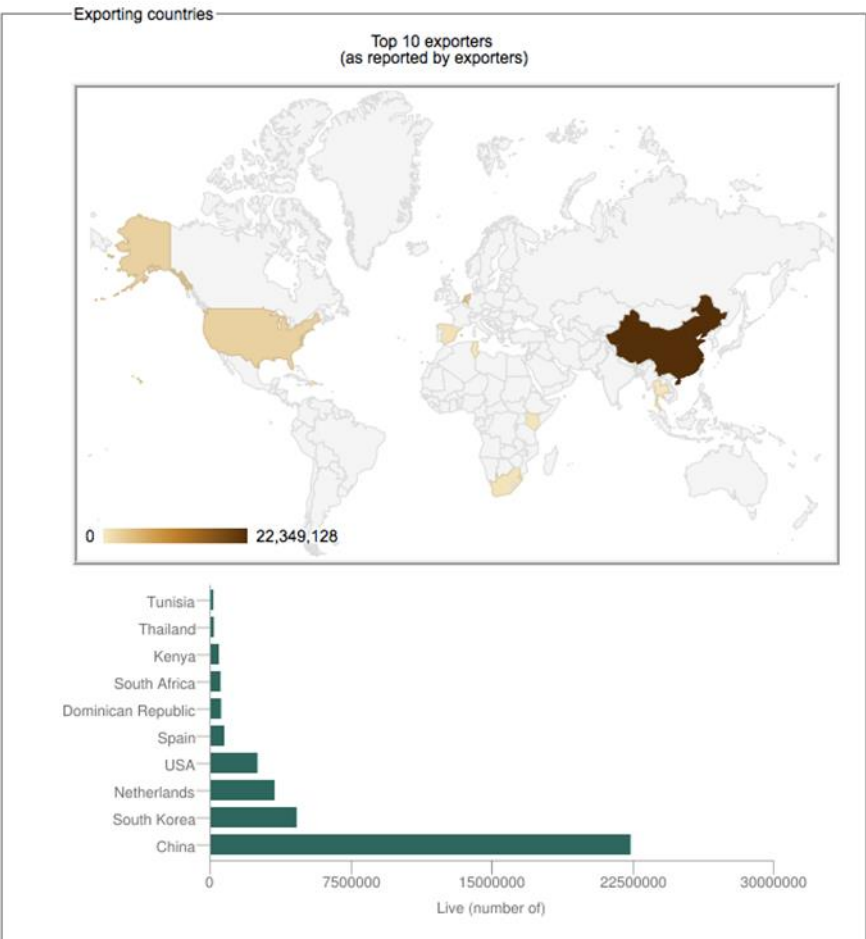 Exporting countries
Top 10 exporters
(as reported by exporters)
0 22,349,128
Tunisia
Thailand
Kenya
South Africa
Dominican Republic
Spain
USA
Netherlands
South Korea
China
0 7500000 15000000 22500000 30000000
Live (number of)